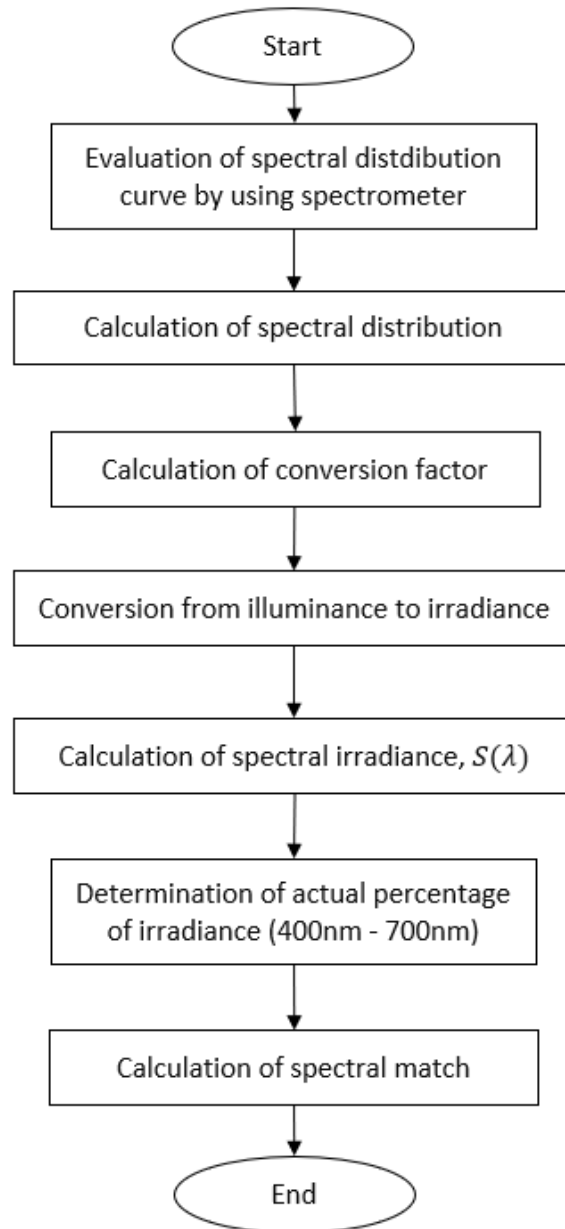 Start
Evaluation of spectral distdibution
curve by using spectrometer
Calculation of spectral distribution
Calculation of conversion factor
Conversion from illuminance to irradiance
Calculation of spectral irradiance, S(λ)
Determination of actual percentage
of irradiance (400nm - 700nm)
Calculation of spectral match
End